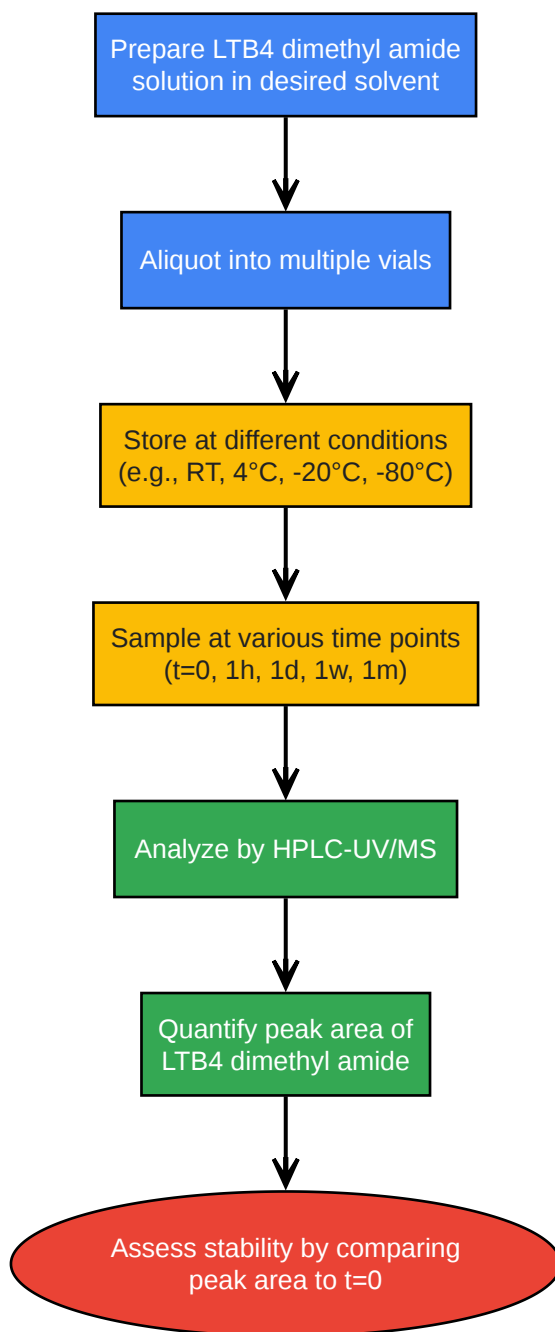 Prepare LTB4 dimethyl amide
solution in desired solvent
Aliquot into multiple vials
Store at different conditions
(e.g., RT, 4°C, -20°C, -80°C)
Sample at various time points
(t=0, 1h, 1d, 1w, 1m)
Analyze by HPLC-UV/MS
Quantify peak area of
LTB4 dimethyl amide
Assess stability by comparing
peak area to t=0